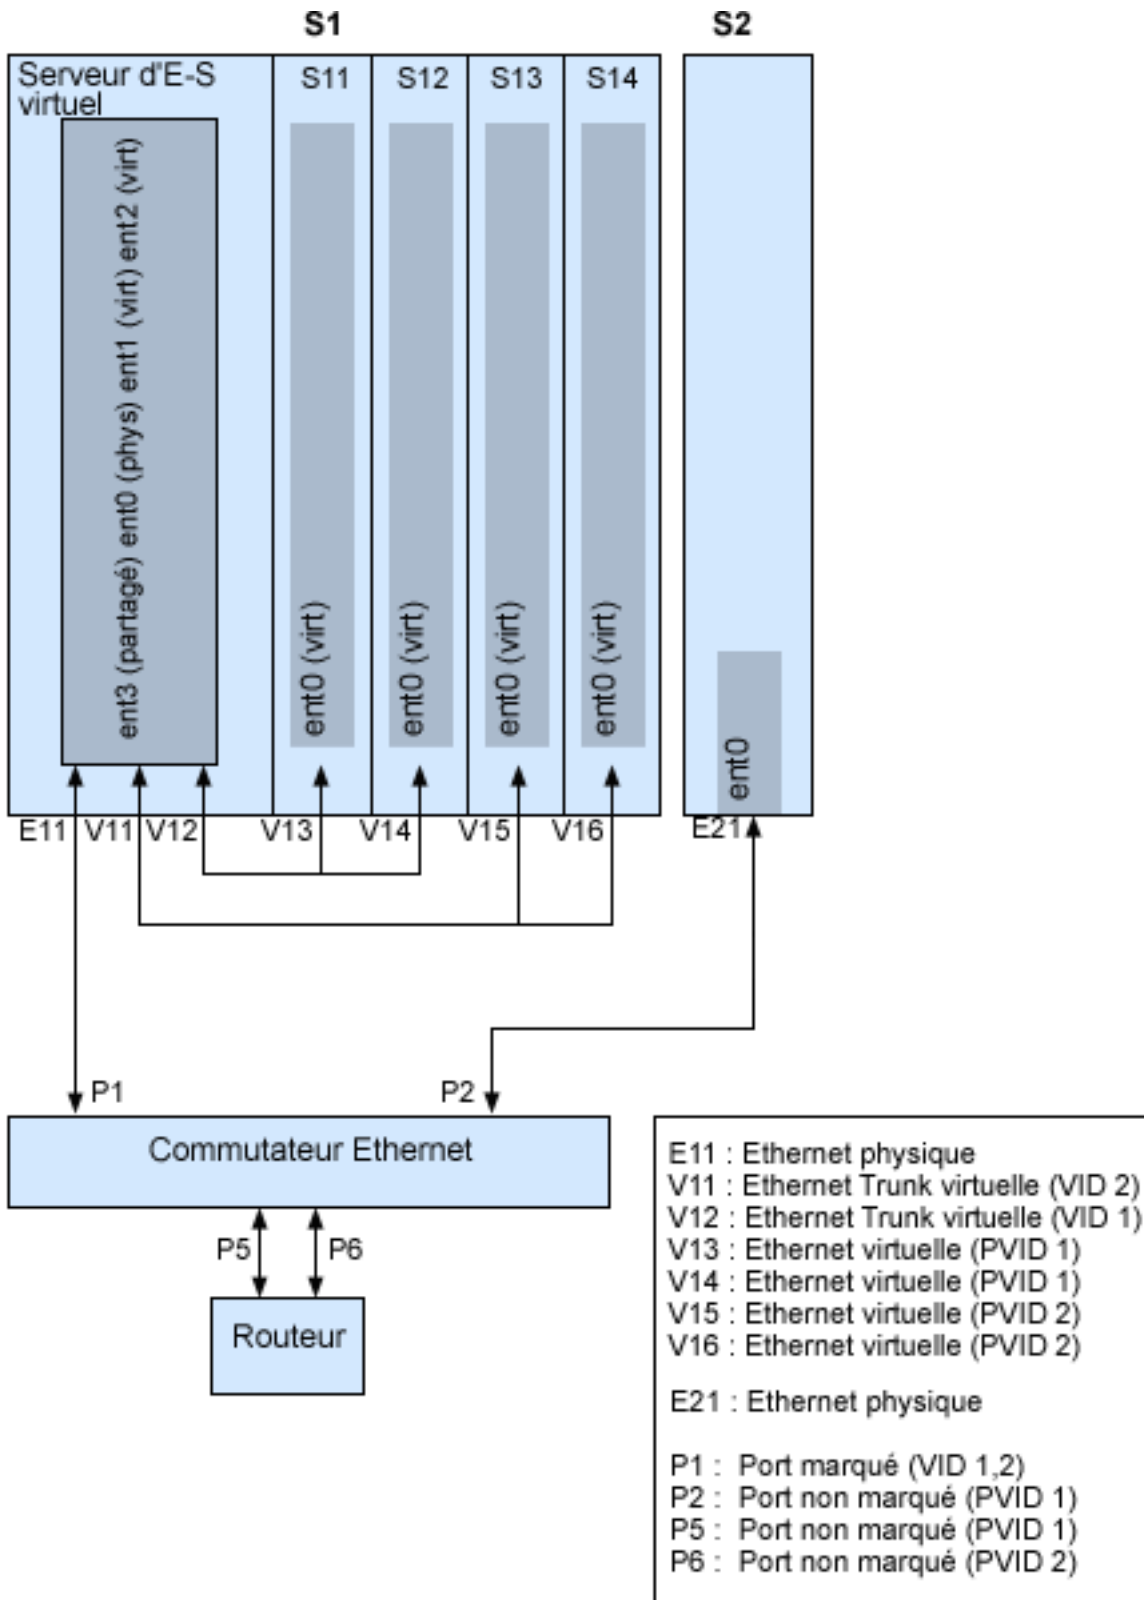 S1
S2
Serveur d'E-S
virtuel
S11
S12
S13
S14
ent3 (partagé) ent0 (phys) ent1 (virt) ent2 (virt)
ent0 (virt)
ent0 (virt)
ent0 (virt)
ent0 (virt)
ent0
E11
V11
V12
V13
V14
V15
V16
E21
P1
P2
Commutateur Ethernet
P5
P6
Routeur
E11 : Ethernet physique
V11 : Ethernet Trunk virtuelle (VID 2)
V12 : Ethernet Trunk virtuelle (VID 1)
V13 : Ethernet virtuelle (PVID 1)
V14 : Ethernet virtuelle (PVID 1)
V15 : Ethernet virtuelle (PVID 2)
V16 : Ethernet virtuelle (PVID 2)
E21 : Ethernet physique
P1 : Port marqué (VID 1,2)
P2 : Port non marqué (PVID 1)
P5 : Port non marqué (PVID 1)
P6 : Port non marqué (PVID 2)